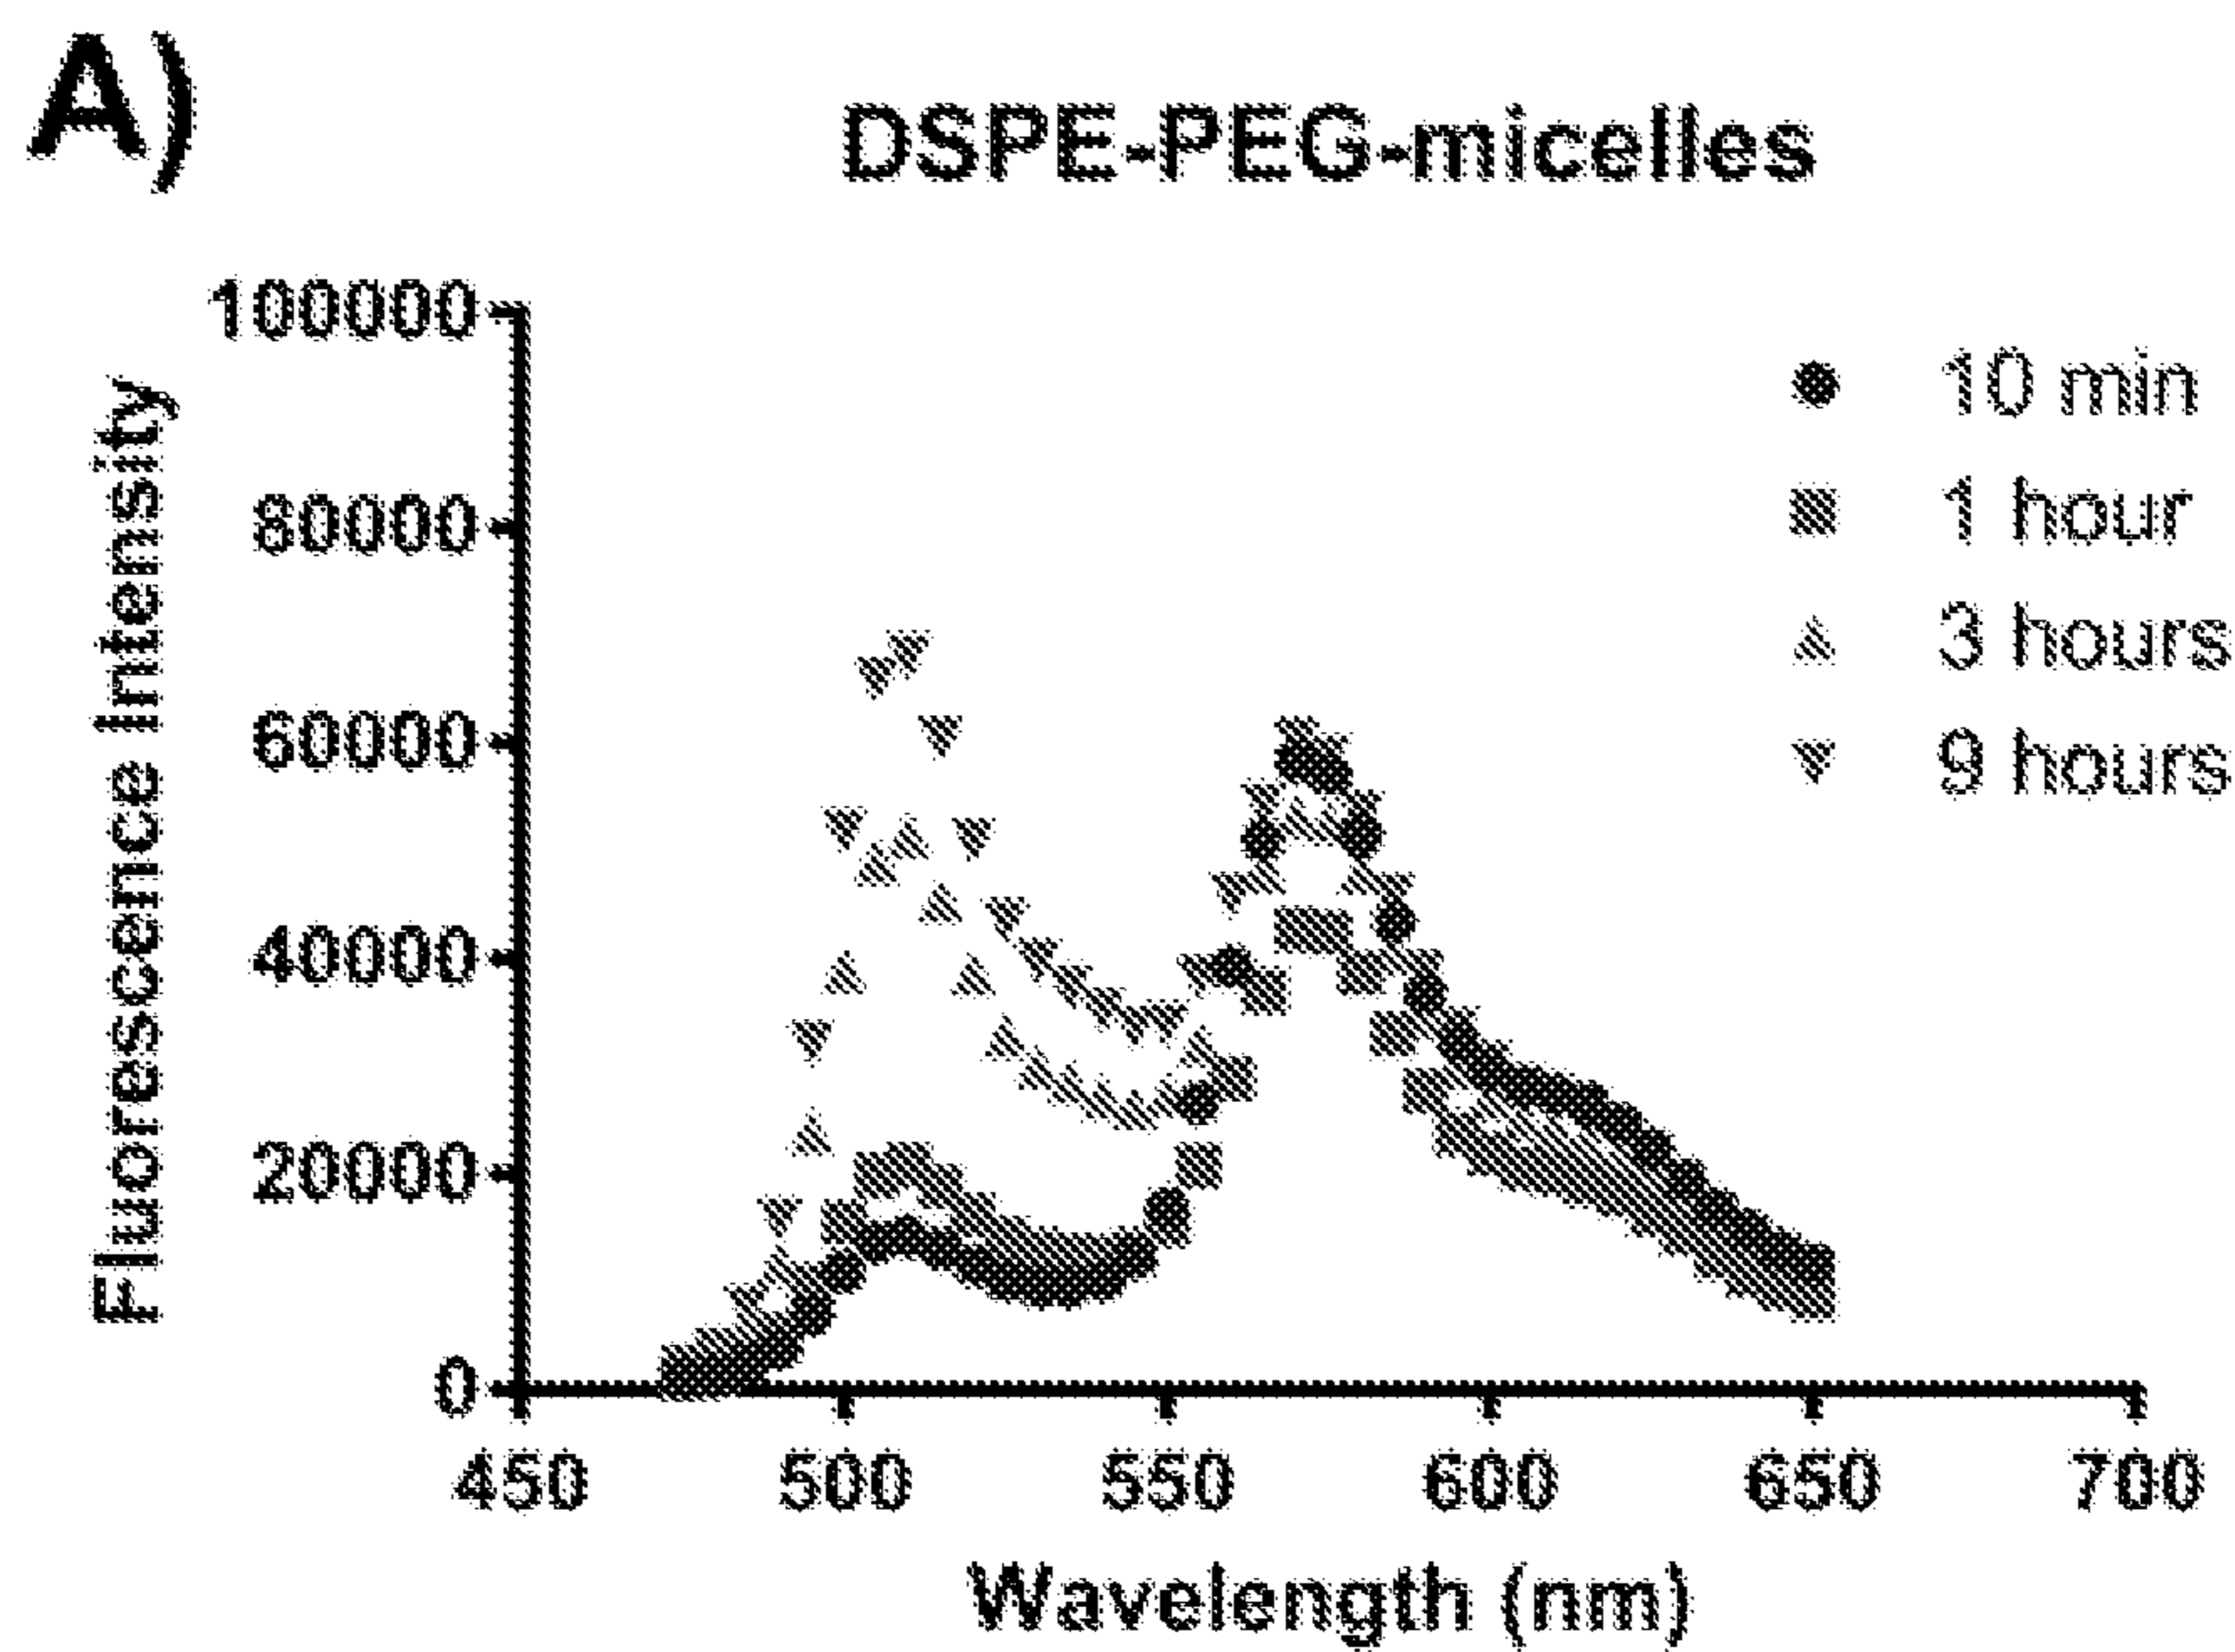 A)
DSPE-PEG-micelles
Fluorescence Intensity
100000
80000
60000
40000
20000
0
450 500 550 600 650 700
Wavelength (nm)
10 min
1 hour
3 hours
9 hours